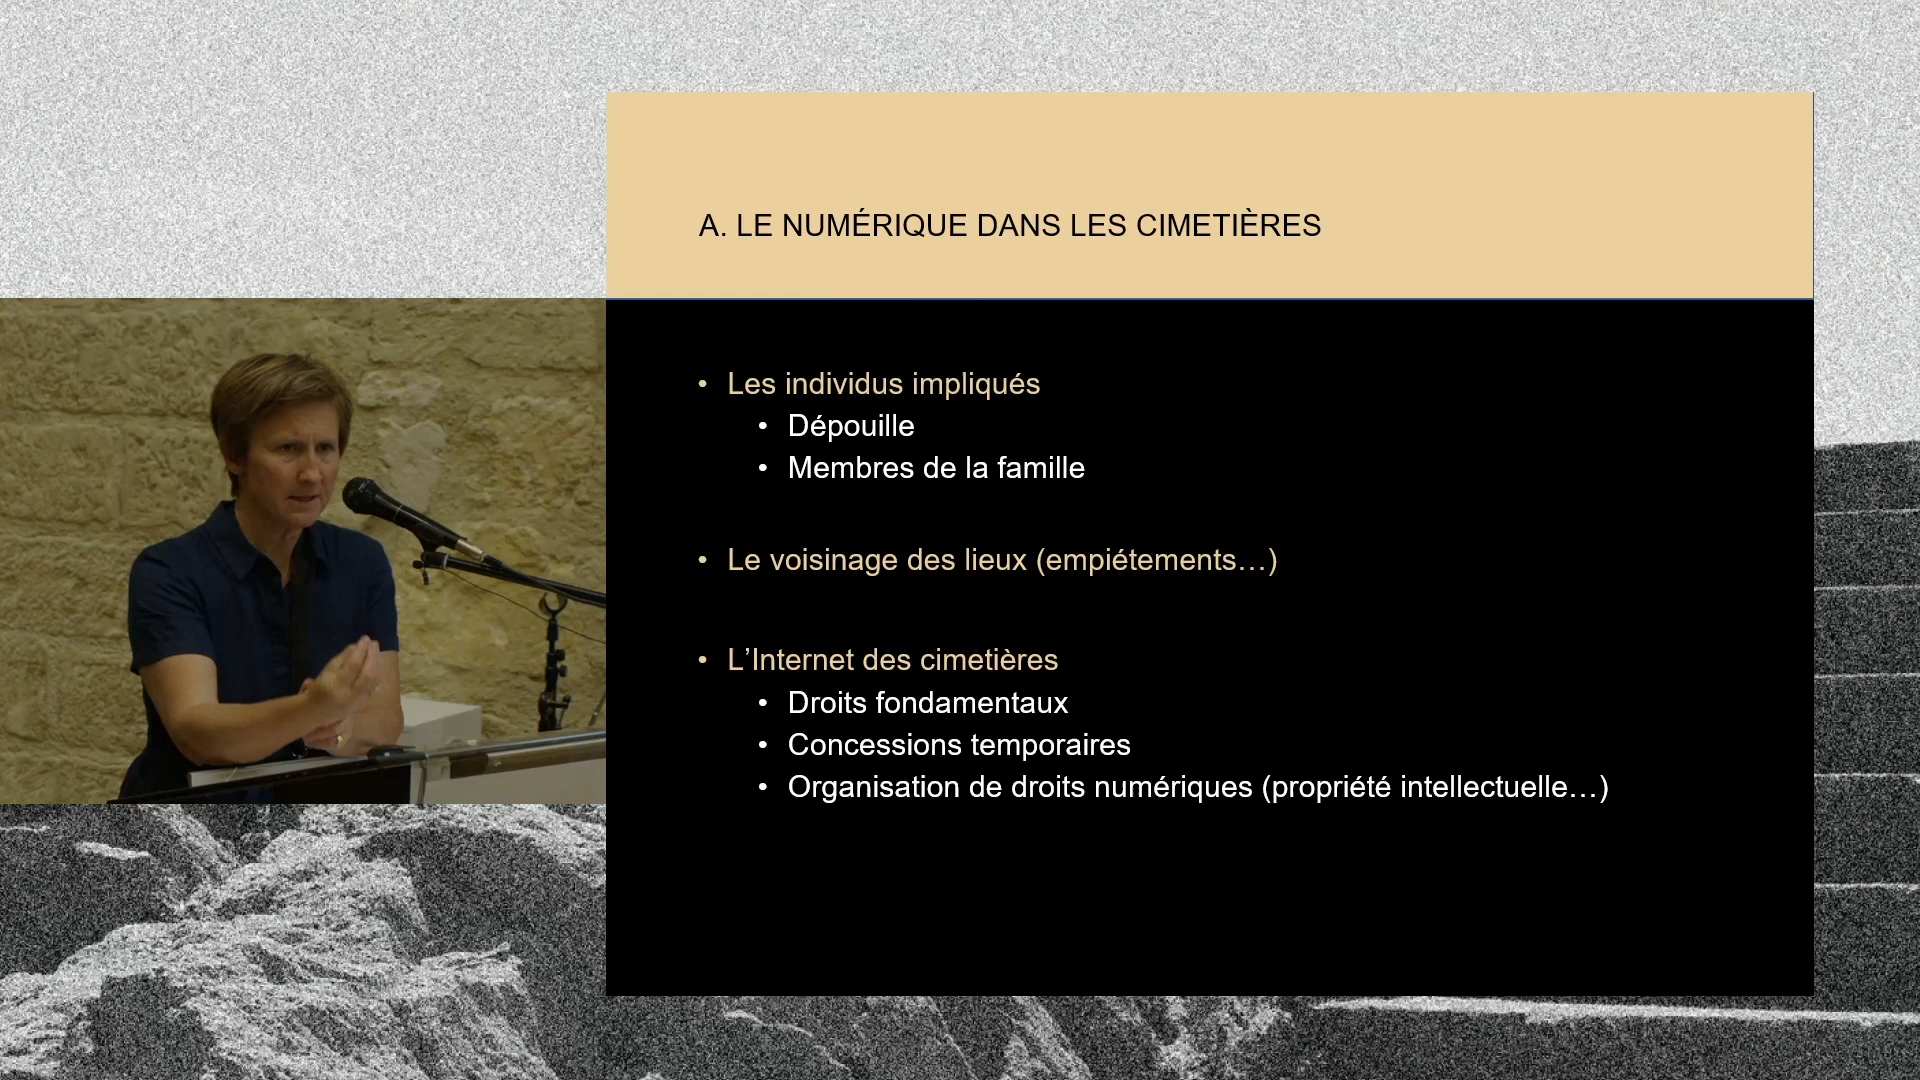 A. LE NUMÉRIQUE DANS LES CIMETIÈRES
• Les individus impliqués
• Dépouille
• Membres de la famille
• Le voisinage des lieux (empiétements…)
• L’Internet des cimetières
• Droits fondamentaux
• Concessions temporaires
• Organisation de droits numériques (propriété intellectuelle…)